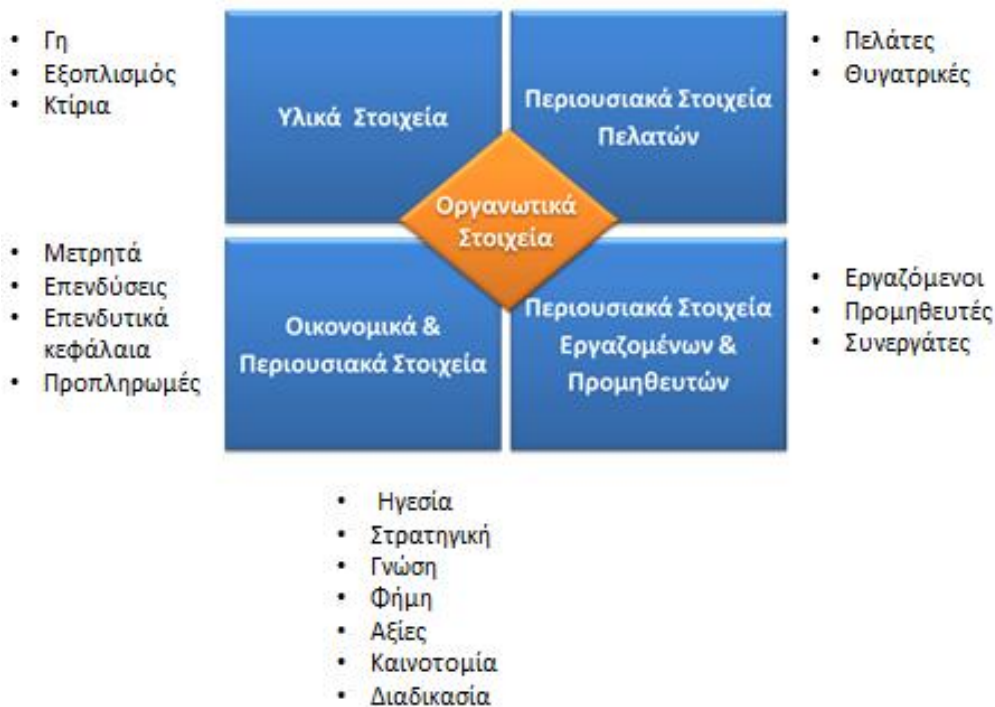 • Γη
• Εξοπλισμός
• Κτίρια
Υλικά Στοιχεία
Περιουσιακά Στοιχεία
Πελατών
• Πελάτες
• Θυγατρικές
Οργανωτικά
Στοιχεία
• Μετρητά
• Επενδύσεις
• Επενδυτικά
κεφάλαια
• Προπληρωμές
Οικονομικά &
Περιουσιακά Στοιχεία
Περιουσιακά Στοιχεία
Εργαζομένων &
Προμηθευτών
• Εργαζόμενοι
• Προμηθευτές
• Συνεργάτες
• Ηγεσία
• Στρατηγική
• Γνώση
• Φήμη
• Αξίες
• Καινοτομία
• Διαδικασία